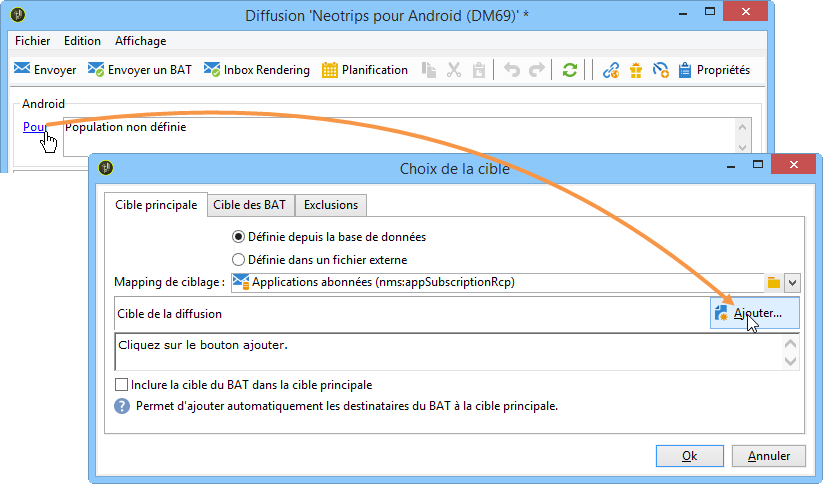 Diffusion 'Neotrips pour Android (DM69)' *
Fichier Edition Affichage
Envoyer Envoyer un BAT Inbox Rendering Planification Propriétés
Android
Pour Population non définie
Choix de la cible
Cible principale Cible des BAT Exclusions
Définie depuis la base de données
Définie dans un fichier externe
Mapping de ciblage : Applications abonnées (nms:appSubscriptionRcp)
Cible de la diffusion Ajouter...
Cliquez sur le bouton ajouter.
Inclure la cible du BAT dans la cible principale
Permet d'ajouter automatiquement les destinataires du BAT à la cible principale.
Ok Annuler